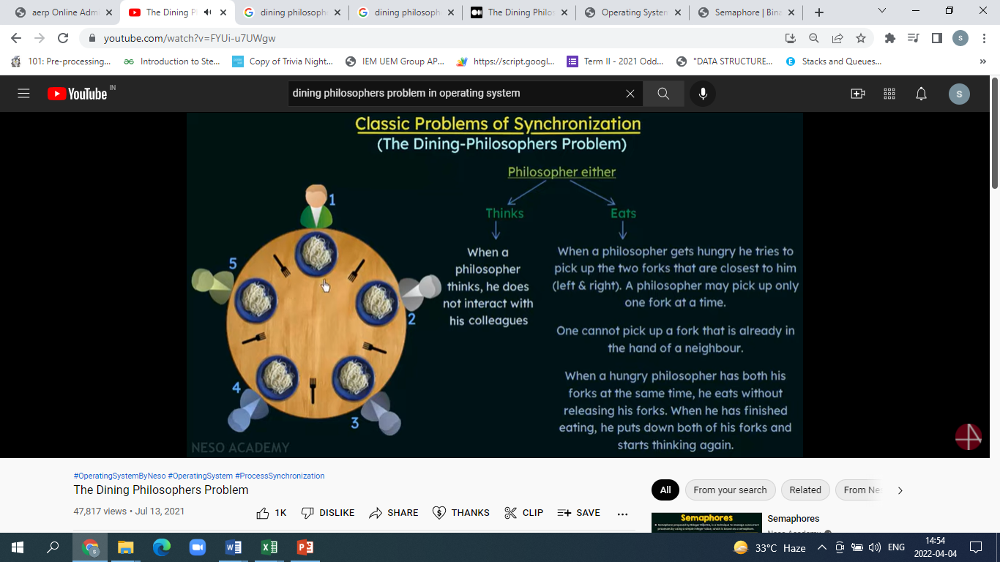 aerp Online Adm
The Dining P
dining philosoph
dining philosoph
The Dining Philos
Operating System
Semaphore | Bina
youtube.com/watch?v=FYUi-u7UWgw
S
101: Pre-processing...
Introduction to Ste...
Copy of Trivia Night...
IEM UEM Group AP...
https://script.googl...
Term II - 2021 Odd...
"DATA STRUCTURE...
Stacks and Queues...
»
YouTube IN
dining philosophers problem in operating system
S
Classic Problems of Synchronization
(The Dining-Philosophers Problem)
Philosopher either
Thinks
Eats
When a
philosopher
thinks, he does
not interact with
his colleagues
When a philosopher gets hungry he tries to
pick up the two forks that are closest to him
(left & right). A philosopher may pick up only
one fork at a time.
One cannot pick up a fork that is already in
the hand of a neighbour.
When a hungry philosopher has both his
forks at the same time, he eats without
releasing his forks. When he has finished
eating, he puts down both of his forks and
starts thinking again.
1
2
3
4
5
NESO ACADEMY
#OperatingSystemByNeso #OperatingSystem #ProcessSynchronization
The Dining Philosophers Problem
47,817 views • Jul 13, 2021
1K
DISLIKE
SHARE
THANKS
CLIP
SAVE
...
All
From your search
Related
From Ne
Semaphores
Semaphores
Neso Academy
33°C Haze
ENG
14:54
2022-04-04